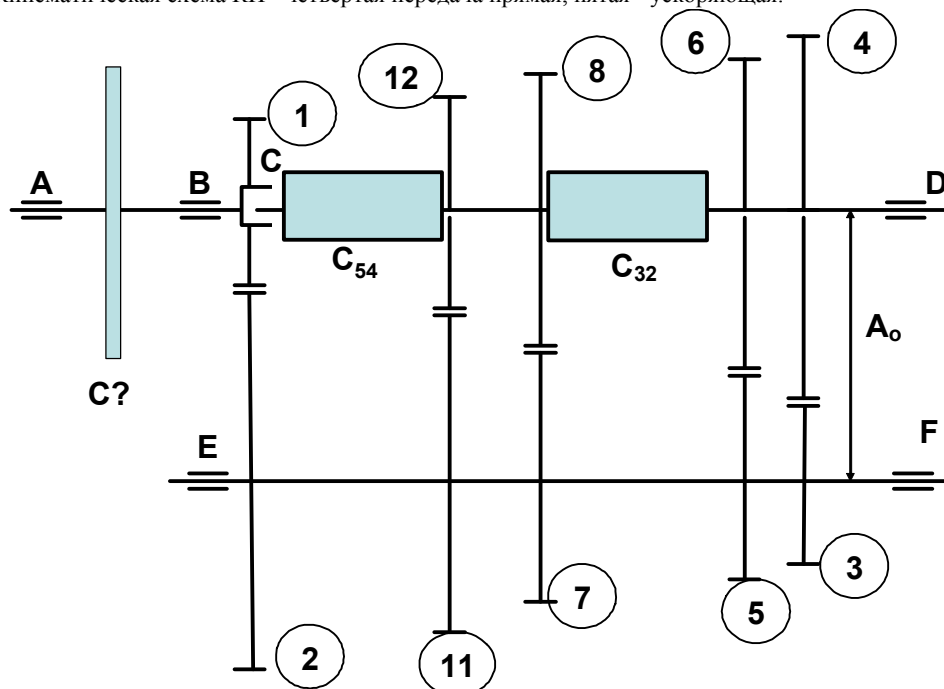 Кинематическая схема КП - четвертая передача прямая, пятая - ускоряющая.
6
4
12
8
1
C
A
B
D
C₅₄
C₃₂
Aₒ
C?
E
F
3
7
5
2
11